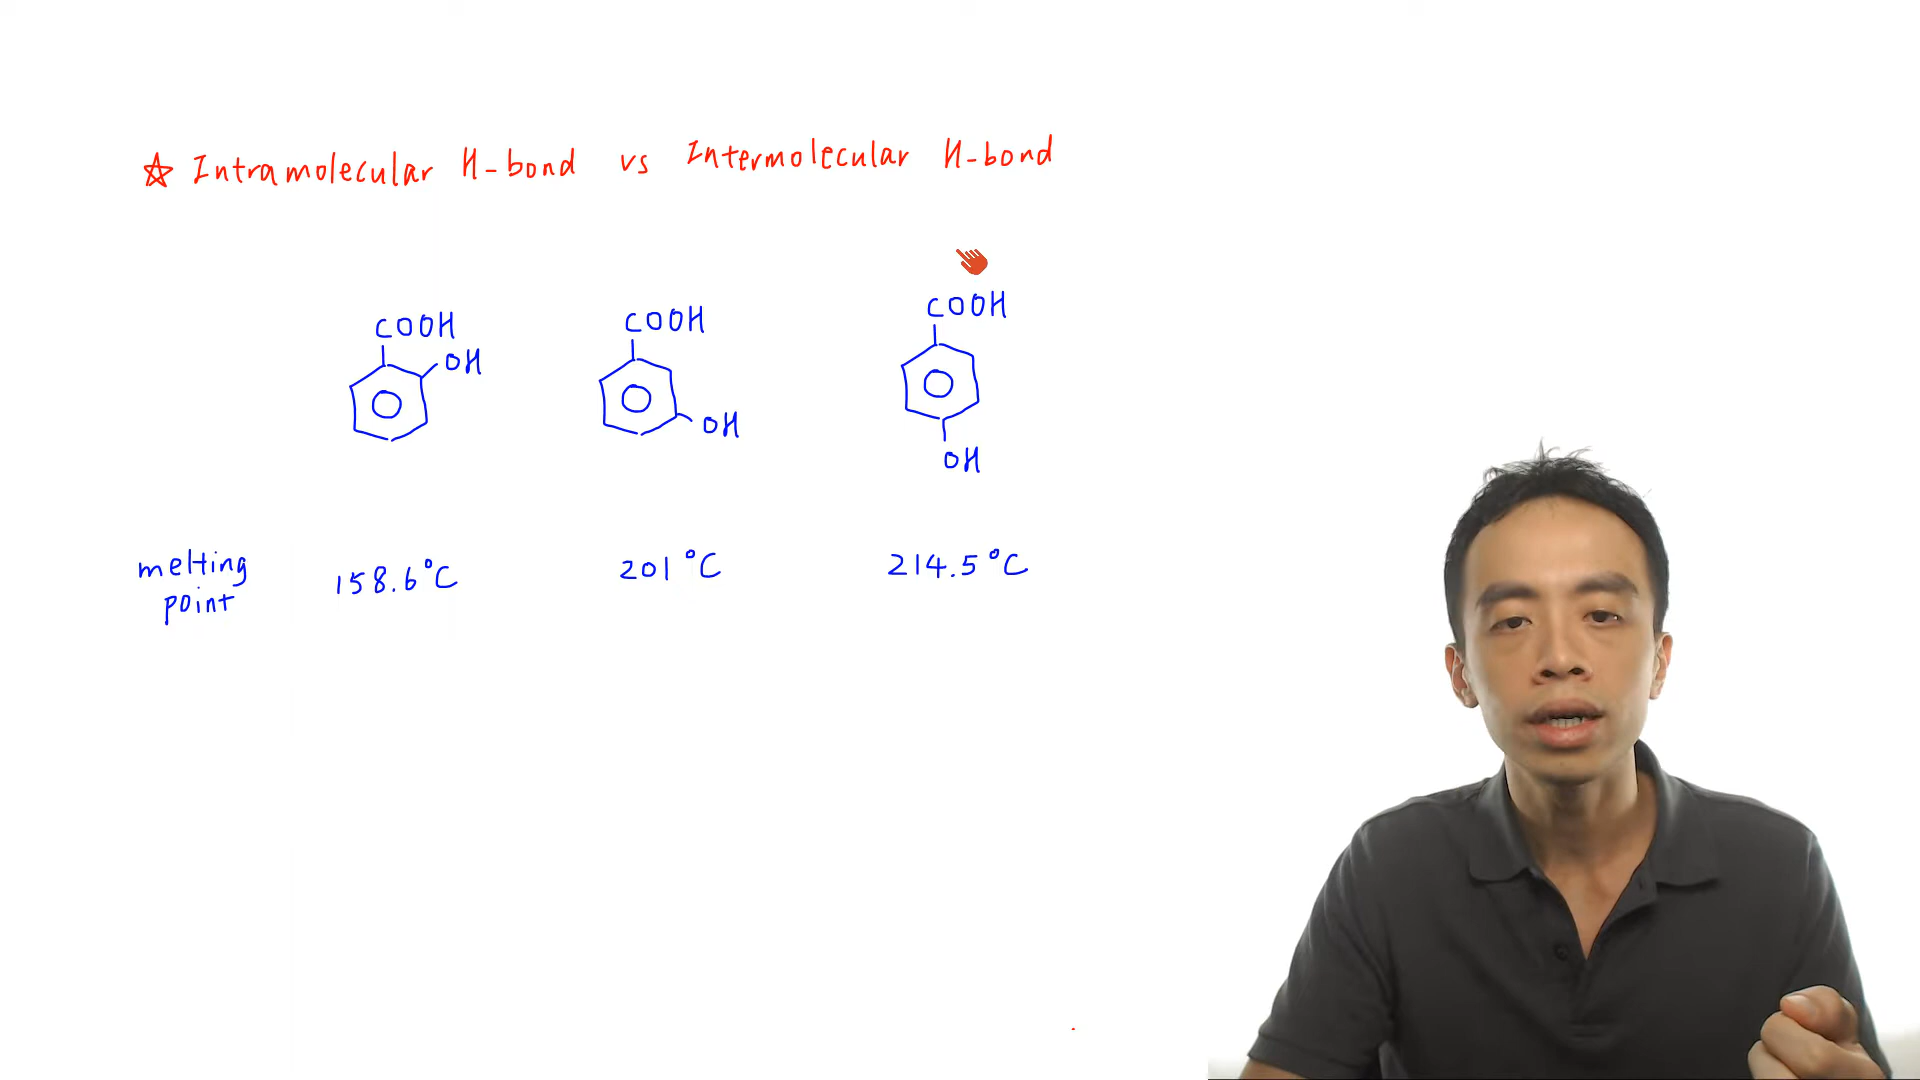 ☆ Intramolecular H-bond vs Intermolecular H-bond
COOH
OH
COOH
OH
COOH
OH
melting point
158.6°C
201 °C
214.5 °C